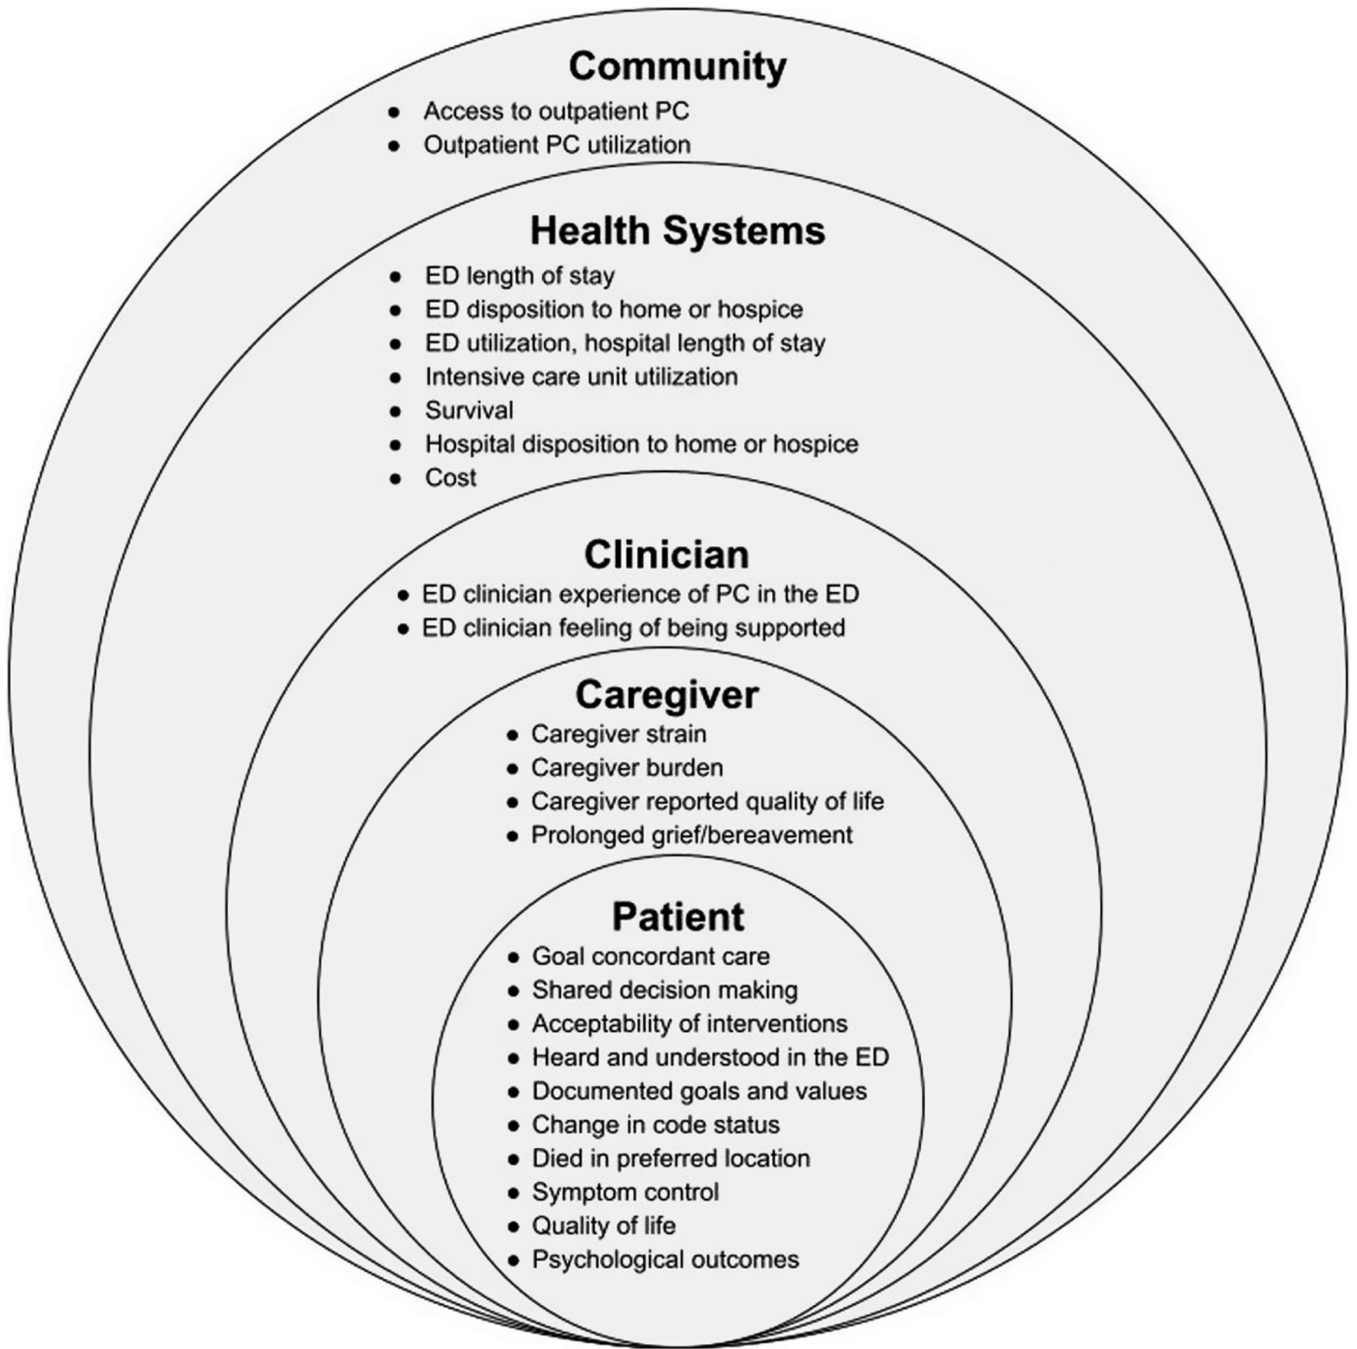 Community
● Access to outpatient PC
● Outpatient PC utilization
Health Systems
● ED length of stay
● ED disposition to home or hospice
● ED utilization, hospital length of stay
● Intensive care unit utilization
● Survival
● Hospital disposition to home or hospice
● Cost
Clinician
● ED clinician experience of PC in the ED
● ED clinician feeling of being supported
Caregiver
● Caregiver strain
● Caregiver burden
● Caregiver reported quality of life
● Prolonged grief/bereavement
Patient
● Goal concordant care
● Shared decision making
● Acceptability of interventions
● Heard and understood in the ED
● Documented goals and values
● Change in code status
● Died in preferred location
● Symptom control
● Quality of life
● Psychological outcomes